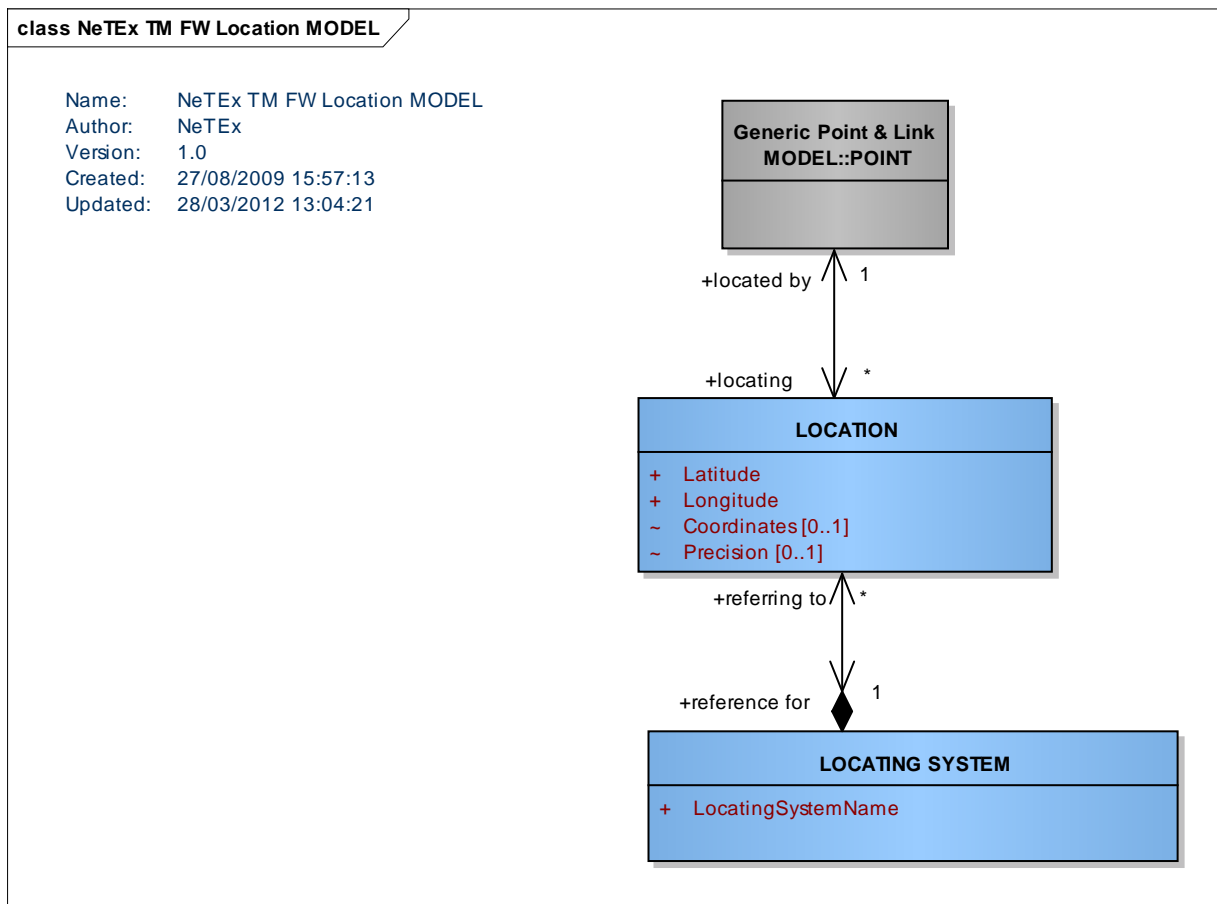 class NeTEx TM FW Location MODEL
Name: NeTEx TM FW Location MODEL
Author: NeTEx
Version: 1.0
Created: 27/08/2009 15:57:13
Updated: 28/03/2012 13:04:21
Generic Point & Link
MODEL::POINT
+located by 1
+locating *
LOCATION
+ Latitude
+ Longitude
~ Coordinates [0..1]
~ Precision [0..1]
+referring to *
+reference for 1
LOCATING SYSTEM
+ LocatingSystemName